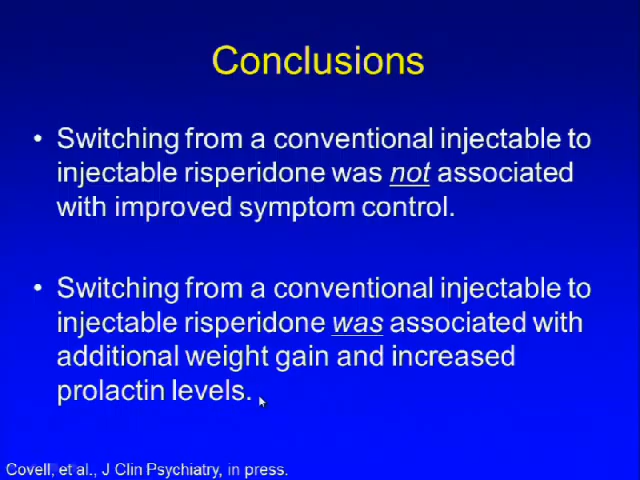 Conclusions
• Switching from a conventional injectable to
injectable risperidone was not associated
with improved symptom control.
• Switching from a conventional injectable to
injectable risperidone was associated with
additional weight gain and increased
prolactin levels.
Covell, et al., J Clin Psychiatry, in press.